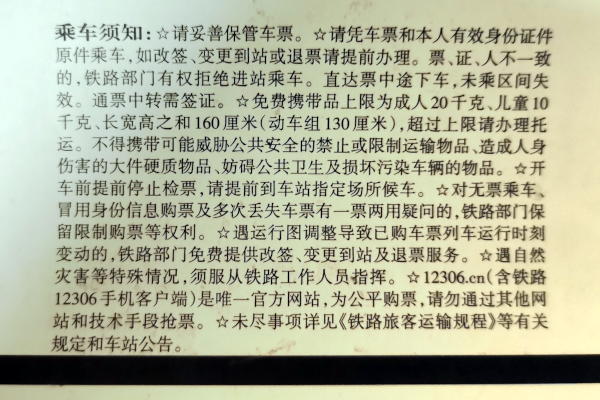 乘车须知:☆请妥善保管车票。☆请凭车票和本人有效身份证件
原件乘车,如改签、变更到站或退票请提前办理。票、证、人不一致
的,铁路部门有权拒绝进站乘车。直达票中途下车,未乘区间失
效。通票中转需签证。☆免费携带品上限为成人20千克、儿童10
千克、长宽高之和160厘米(动车组130厘米),超过上限请办理托
运。不得携带可能威胁公共安全的禁止或限制运输物品、造成人身
伤害的大件硬质物品、妨碍公共卫生及损坏污染车辆的物品。☆开
车前提前停止检票,请提前到车站指定场所候车。☆对无票乘车、
冒用身份信息购票及多次丢失车票有一票两用疑问的,铁路部门保
留限制购票等权利。☆遇运行图调整导致已购车票列车运行时刻
变动的,铁路部门免费提供改签、变更到站及退票服务。☆遇自然
灾害等特殊情况,须服从铁路工作人员指挥。☆12306.cn(含铁路
12306手机客户端)是唯一官方网站,为公平购票,请勿通过其他网
站和技术手段抢票。☆未尽事项详见《铁路旅客运输规程》等有关
规定和车站公告。